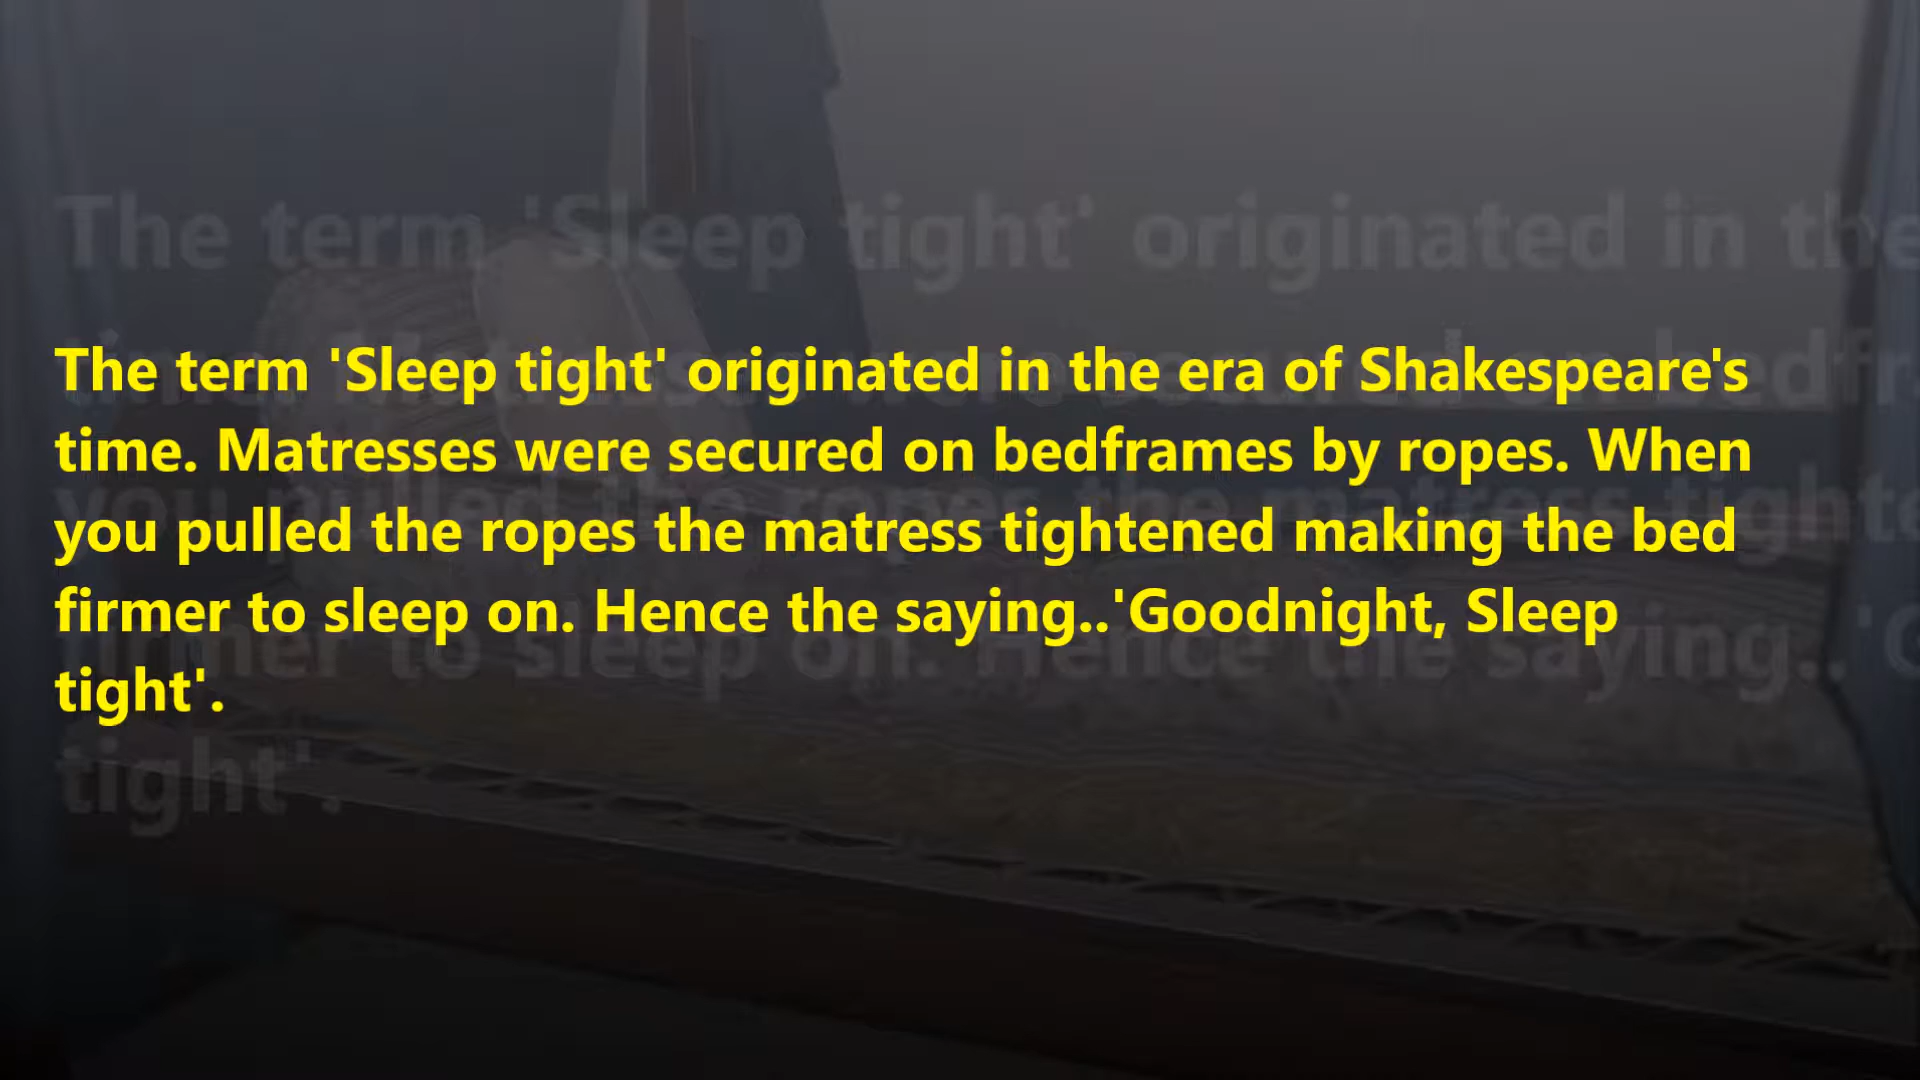 The term 'Sleep tight' originated in the era of Shakespeare's
time. Matresses were secured on bedframes by ropes. When
you pulled the ropes the matress tightened making the bed
firmer to sleep on. Hence the saying..'Goodnight, Sleep
tight'.